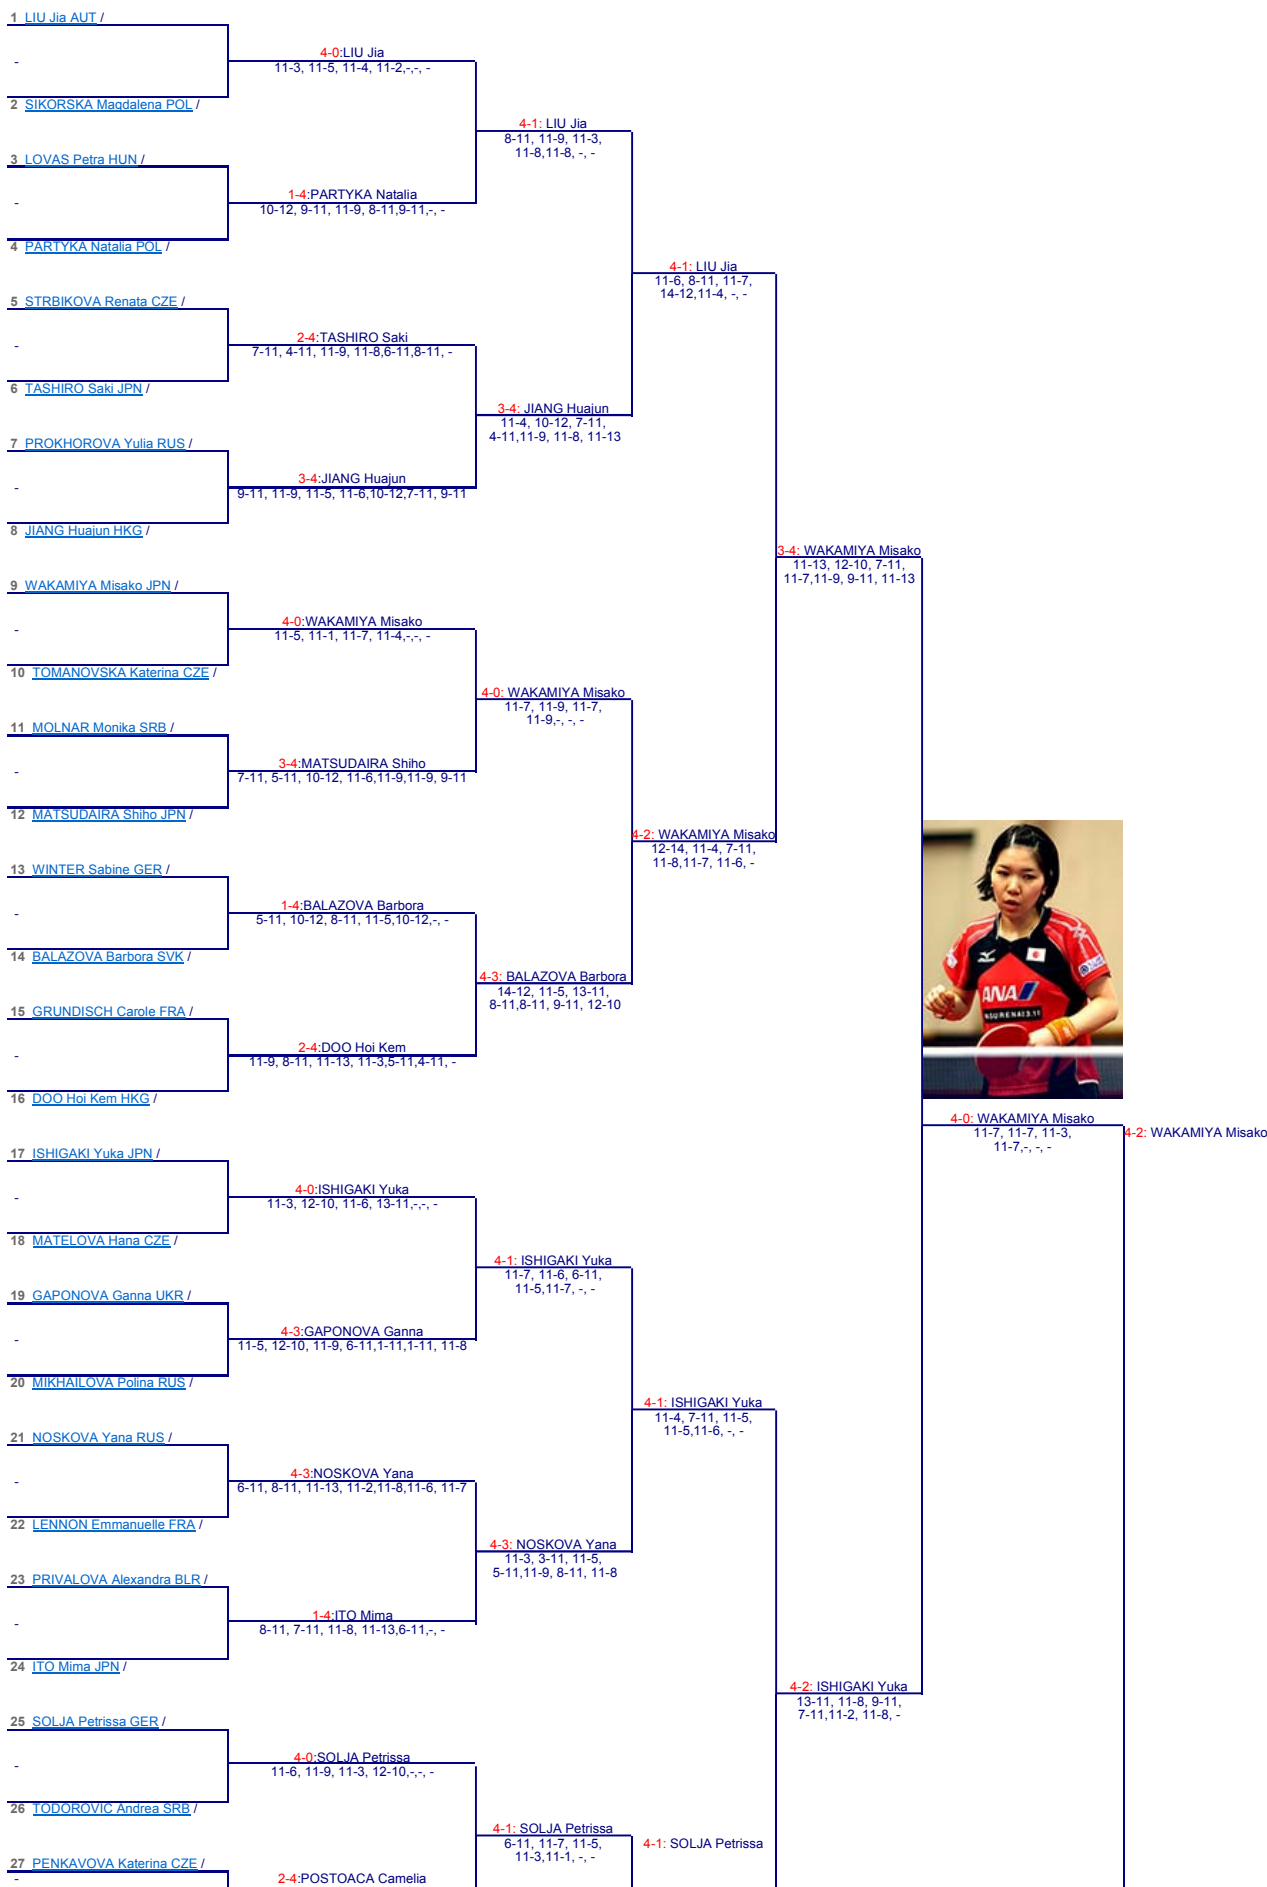 1 LIU Jia AUT /
-
4-0:LIU Jia
11-3, 11-5, 11-4, 11-2,-,-, -
2 SIKORSKA Magdalena POL /
4-1: LIU Jia
8-11, 11-9, 11-3,
11-8,11-8, -, -
3 LOVAS Petra HUN /
-
1-4:PARTYKA Natalia
10-12, 9-11, 11-9, 8-11,9-11,-, -
4 PARTYKA Natalia POL /
4-1: LIU Jia
11-6, 8-11, 11-7,
14-12,11-4, -, -
5 STRBIKOVA Renata CZE /
-
2-4:TASHIRO Saki
7-11, 4-11, 11-9, 11-8,6-11,8-11, -
6 TASHIRO Saki JPN /
3-4: JIANG Huajun
11-4, 10-12, 7-11,
4-11,11-9, 11-8, 11-13
7 PROKHOROVA Yulia RUS /
-
3-4:JIANG Huajun
9-11, 11-9, 11-5, 11-6,10-12,7-11, 9-11
8 JIANG Huajun HKG /
3-4: WAKAMIYA Misako
11-13, 12-10, 7-11,
11-7,11-9, 9-11, 11-13
9 WAKAMIYA Misako JPN /
-
4-0:WAKAMIYA Misako
11-5, 11-1, 11-7, 11-4,-,-, -
10 TOMANOVSKA Katerina CZE /
4-0: WAKAMIYA Misako
11-7, 11-9, 11-7,
11-9,-, -, -
11 MOLNAR Monika SRB /
-
3-4:MATSUDAIRA Shiho
7-11, 5-11, 10-12, 11-6,11-9,11-9, 9-11
12 MATSUDAIRA Shiho JPN /
4-2: WAKAMIYA Misako
12-14, 11-4, 7-11,
11-8,11-7, 11-6, -
13 WINTER Sabine GER /
-
1-4:BALAZOVA Barbora
5-11, 10-12, 8-11, 11-5,10-12,-, -
14 BALAZOVA Barbora SVK /
4-3: BALAZOVA Barbora
14-12, 11-5, 13-11,
8-11,8-11, 9-11, 12-10
ANA
15 GRUNDISCH Carole FRA /
-
2-4:DOO Hoi Kem
11-9, 8-11, 11-13, 11-3,5-11,4-11, -
16 DOO Hoi Kem HKG /
4-0: WAKAMIYA Misako
11-7, 11-7, 11-3,
11-7,-, -, -
4-2: WAKAMIYA Misako
17 ISHIGAKI Yuka JPN /
-
4-0:ISHIGAKI Yuka
11-3, 12-10, 11-6, 13-11,-,-, -
18 MATELOVA Hana CZE /
4-1: ISHIGAKI Yuka
11-7, 11-6, 6-11,
11-5,11-7, -, -
19 GAPONOVA Ganna UKR /
-
4-3:GAPONOVA Ganna
11-5, 12-10, 11-9, 6-11,1-11,1-11, 11-8
20 MIKHAILOVA Polina RUS /
4-1: ISHIGAKI Yuka
11-4, 7-11, 11-5,
11-5,11-6, -, -
21 NOSKOVA Yana RUS /
-
4-3:NOSKOVA Yana
6-11, 8-11, 11-13, 11-2,11-8,11-6, 11-7
22 LENNON Emmanuelle FRA /
4-3: NOSKOVA Yana
11-3, 3-11, 11-5,
5-11,11-9, 8-11, 11-8
23 PRIVALOVA Alexandra BLR /
-
1-4:ITO Mima
8-11, 7-11, 11-8, 11-13,6-11,-, -
24 ITO Mima JPN /
4-2: ISHIGAKI Yuka
13-11, 11-8, 9-11,
7-11,11-2, 11-8, -
25 SOLJA Petrissa GER /
-
4-0:SOLJA Petrissa
11-6, 11-9, 11-3, 12-10,-,-, -
26 TODOROVIC Andrea SRB /
4-1: SOLJA Petrissa
6-11, 11-7, 11-5,
11-3,11-1, -, -
4-1: SOLJA Petrissa
27 PENKAVOVA Katerina CZE /
-
2-4:POSTOACA Camelia